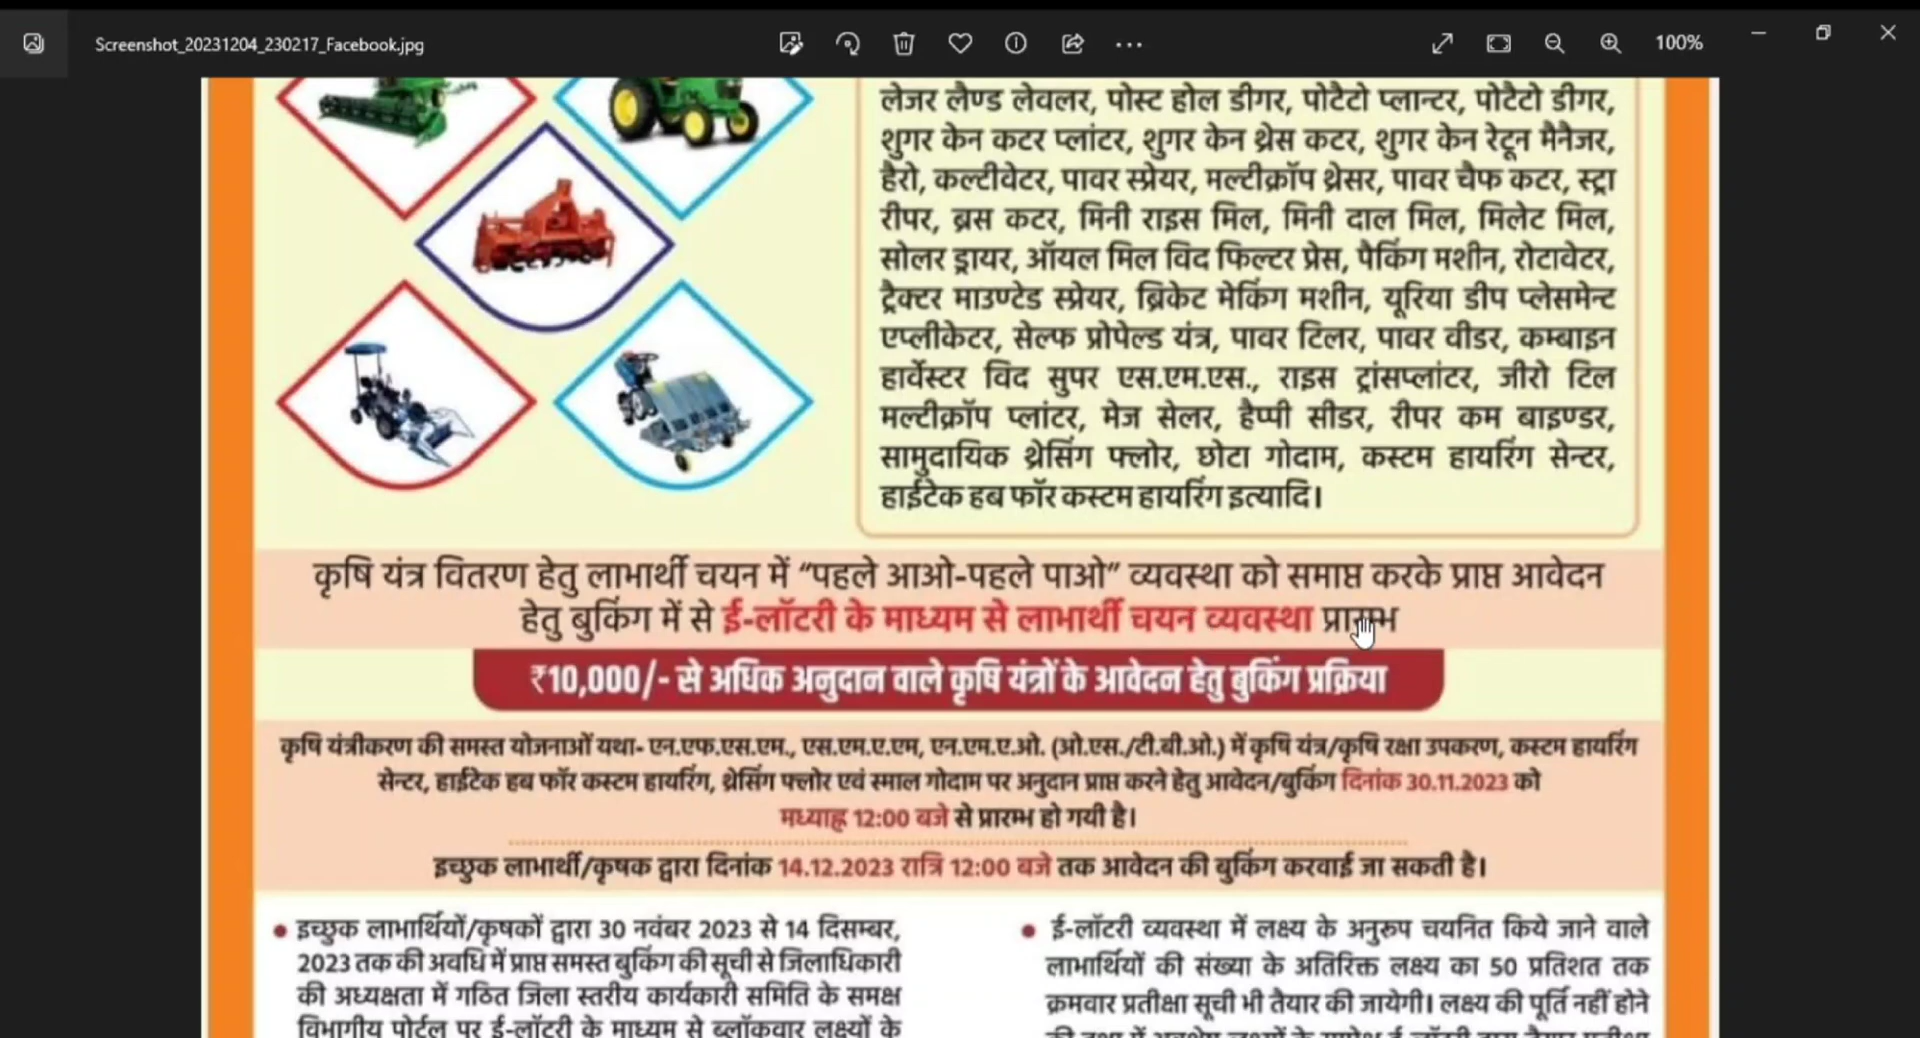 Screenshot_20231204_230217_Facebook.jpg
100%
लेजर लैण्ड लेवलर, पोस्ट होल डीगर, पोटैटो प्लान्टर, पोटैटो डीगर,
शुगर केन कटर प्लांटर, शुगर केन थ्रेस कटर, शुगर केन रेटून मैनेजर,
हैरो, कल्टीवेटर, पावर स्प्रेयर, मल्टीक्रॉप थ्रेसर, पावर चैफ कटर, स्ट्रा
रीपर, ब्रस कटर, मिनी राइस मिल, मिनी दाल मिल, मिलेट मिल,
सोलर ड्रायर, ऑयल मिल विद फिल्टर प्रेस, पैकिंग मशीन, रोटावेटर,
ट्रैक्टर माउण्टेड स्प्रेयर, ब्रिकेट मेकिंग मशीन, यूरिया डीप प्लेसमेन्ट
एप्लीकेटर, सेल्फ प्रोपेल्ड यंत्र, पावर टिलर, पावर वीडर, कम्बाइन
हार्वेस्टर विद सुपर एस.एम.एस., राइस ट्रांसप्लांटर, जीरो टिल
मल्टीक्रॉप प्लांटर, मेज सेलर, हैप्पी सीडर, रीपर कम बाइण्डर,
सामुदायिक थ्रेसिंग फ्लोर, छोटा गोदाम, कस्टम हायरिंग सेन्टर,
हाईटेक हब फॉर कस्टम हायरिंग इत्यादि।
कृषि यंत्र वितरण हेतु लाभार्थी चयन में “पहले आओ-पहले पाओ” व्यवस्था को समाप्त करके प्राप्त आवेदन
हेतु बुकिंग में से ई-लॉटरी के माध्यम से लाभार्थी चयन व्यवस्था प्रारम्भ
₹10,000/- से अधिक अनुदान वाले कृषि यंत्रों के आवेदन हेतु बुकिंग प्रक्रिया
कृषि यंत्रीकरण की समस्त योजनाओं यथा- एन.एफ.एस.एम., एस.एम.ए.एम, एन.एम.ए.ओ. (ओ.एस./टी.बी.ओ.) में कृषि यंत्र/कृषि रक्षा उपकरण, कस्टम हायरिंग
सेन्टर, हाईटेक हब फॉर कस्टम हायरिंग, थ्रेसिंग फ्लोर एवं स्माल गोदाम पर अनुदान प्राप्त करने हेतु आवेदन/बुकिंग दिनांक 30.11.2023 को
मध्याह्न 12:00 बजे से प्रारम्भ हो गयी है।
इच्छुक लाभार्थी/कृषक द्वारा दिनांक 14.12.2023 रात्रि 12:00 बजे तक आवेदन की बुकिंग करवाई जा सकती है।
• इच्छुक लाभार्थियों/कृषकों द्वारा 30 नवंबर 2023 से 14 दिसम्बर,
2023 तक की अवधि में प्राप्त समस्त बुकिंग की सूची से जिलाधिकारी
की अध्यक्षता में गठित जिला स्तरीय कार्यकारी समिति के समक्ष
विभागीय पोर्टल पर ई-लॉटरी के माध्यम से ब्लॉकवार लक्ष्यों के
• ई-लॉटरी व्यवस्था में लक्ष्य के अनुरूप चयनित किये जाने वाले
लाभार्थियों की संख्या के अतिरिक्त लक्ष्य का 50 प्रतिशत तक
क्रमवार प्रतीक्षा सूची भी तैयार की जायेगी। लक्ष्य की पूर्ति नहीं होने